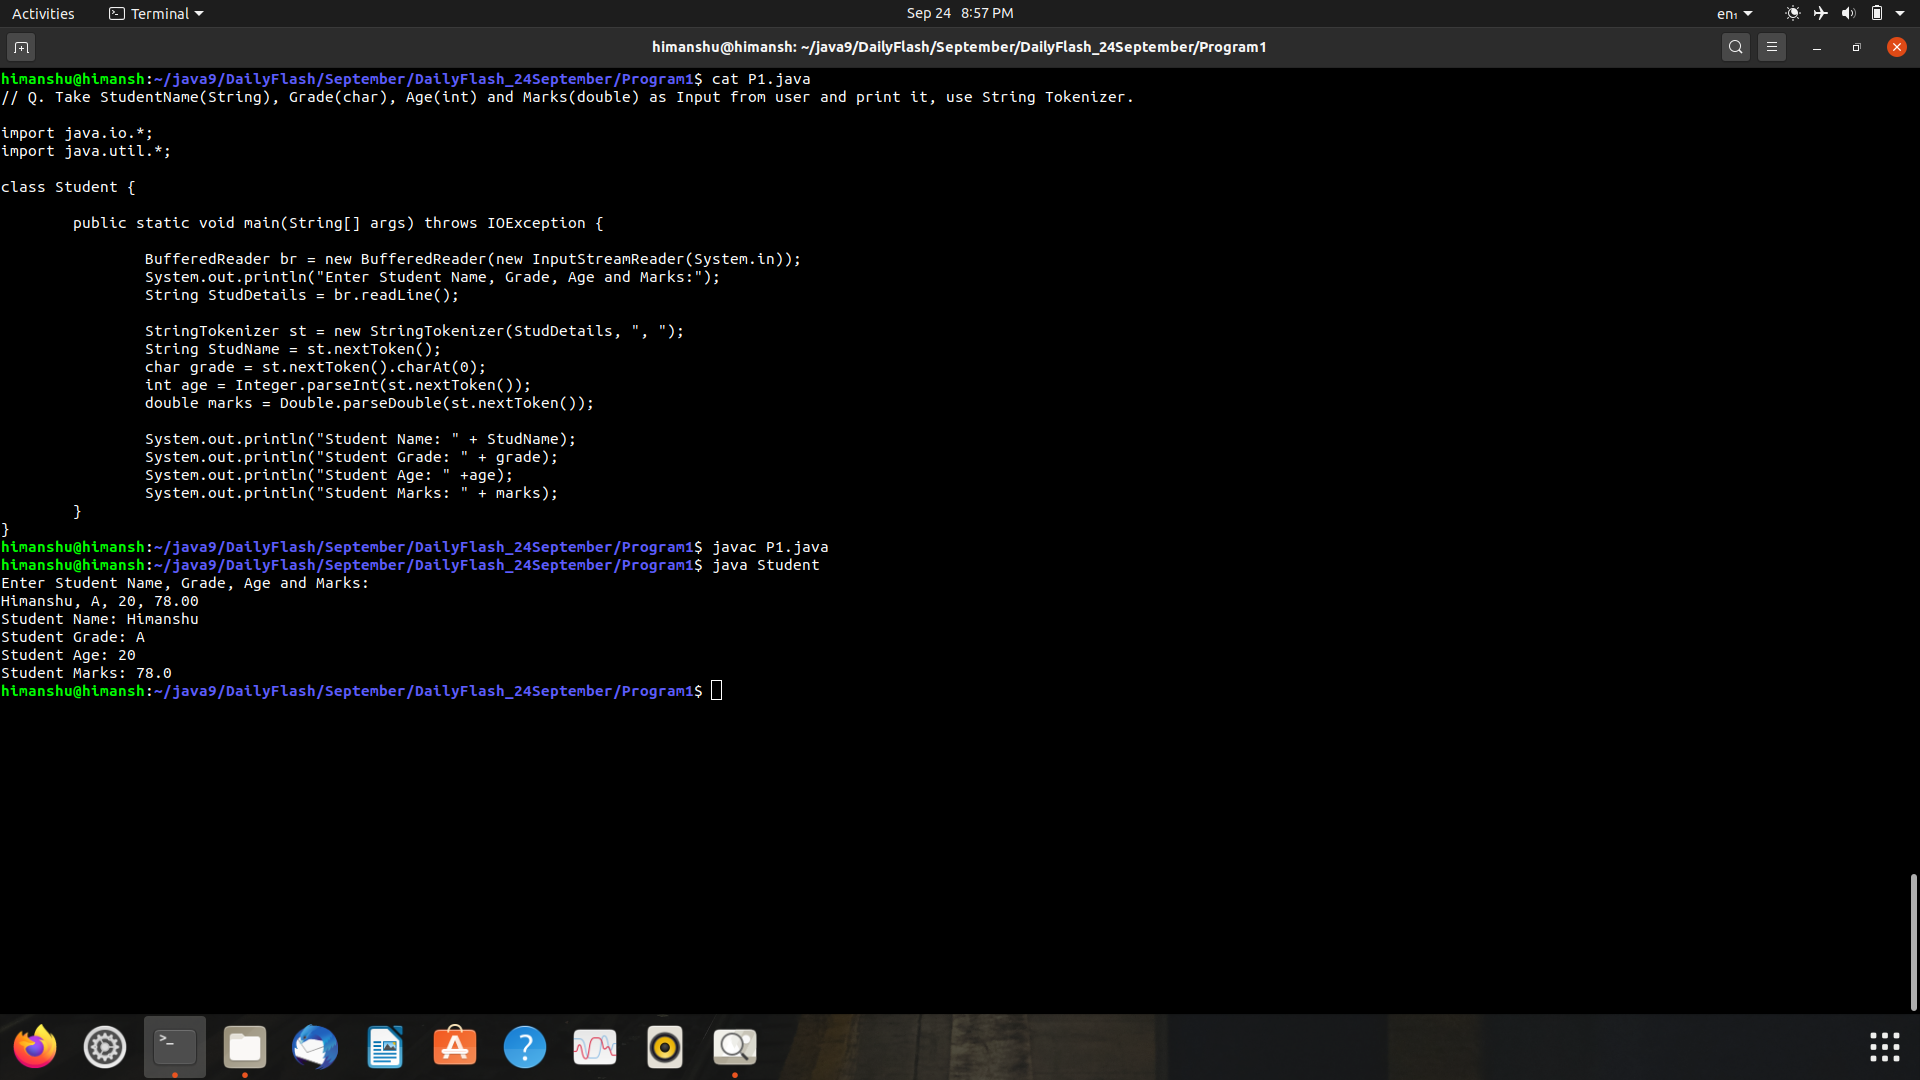 Activities
Terminal
Sep 24 8:57 PM
en₁
himanshu@himansh: ~/java9/DailyFlash/September/DailyFlash_24September/Program1
himanshu@himansh:~/java9/DailyFlash/September/DailyFlash_24September/Program1$ cat P1.java
// Q. Take StudentName(String), Grade(char), Age(int) and Marks(double) as Input from user and print it, use String Tokenizer.
import java.io.*;
import java.util.*;
class Student {
public static void main(String[] args) throws IOException {
BufferedReader br = new BufferedReader(new InputStreamReader(System.in));
System.out.println("Enter Student Name, Grade, Age and Marks:");
String StudDetails = br.readLine();
StringTokenizer st = new StringTokenizer(StudDetails, ", ");
String StudName = st.nextToken();
char grade = st.nextToken().charAt(0);
int age = Integer.parseInt(st.nextToken());
double marks = Double.parseDouble(st.nextToken());
System.out.println("Student Name: " + StudName);
System.out.println("Student Grade: " + grade);
System.out.println("Student Age: " +age);
System.out.println("Student Marks: " + marks);
}
}
himanshu@himansh:~/java9/DailyFlash/September/DailyFlash_24September/Program1$ javac P1.java
himanshu@himansh:~/java9/DailyFlash/September/DailyFlash_24September/Program1$ java Student
Enter Student Name, Grade, Age and Marks:
Himanshu, A, 20, 78.00
Student Name: Himanshu
Student Grade: A
Student Age: 20
Student Marks: 78.0
himanshu@himansh:~/java9/DailyFlash/September/DailyFlash_24September/Program1$